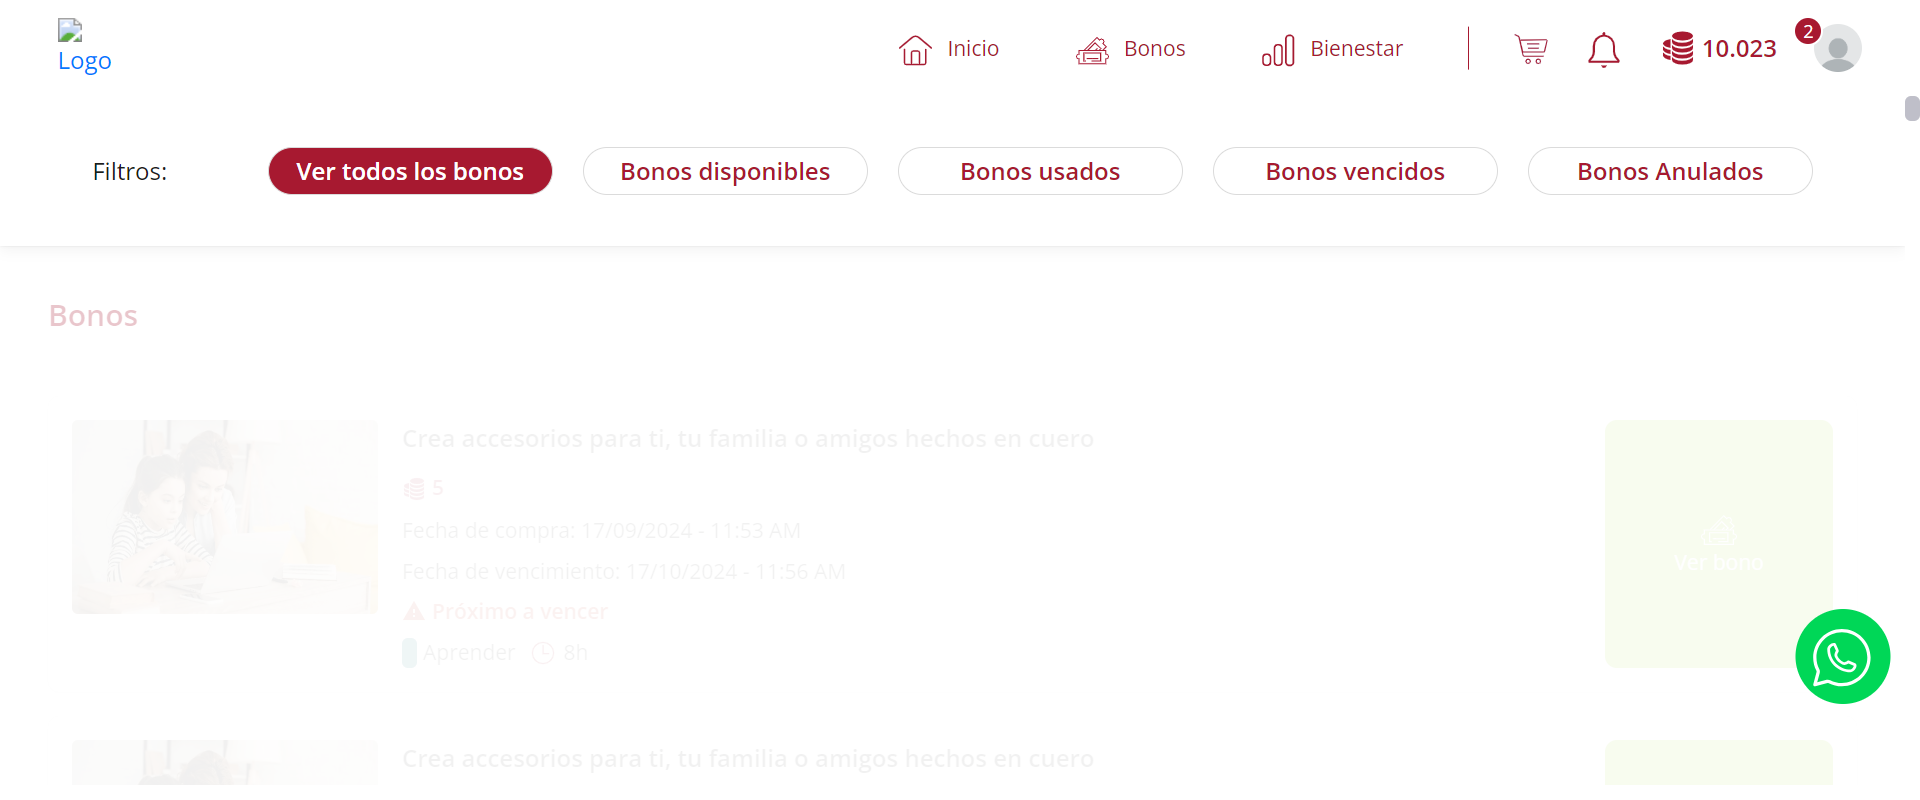 Logo
Inicio
Bonos
Bienestar
10.023
2
Filtros:
Ver todos los bonos
Bonos disponibles
Bonos usados
Bonos vencidos
Bonos Anulados
Bonos
Crea accesorios para ti, tu familia o amigos hechos en cuero
5
Fecha de compra: 17/09/2024 - 11:53 AM
Fecha de vencimiento: 17/10/2024 - 11:56 AM
Próximo a vencer
Aprender 8h
Ver bono
Crea accesorios para ti, tu familia o amigos hechos en cuero